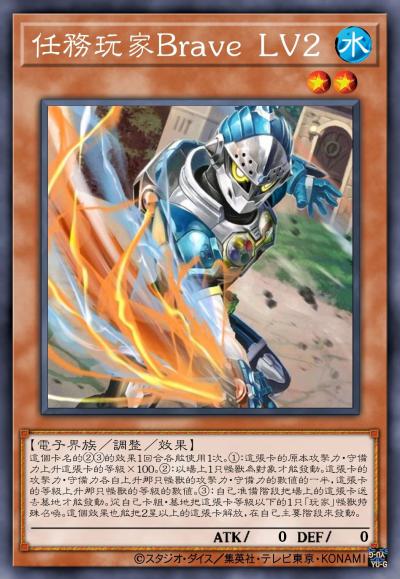 任務玩家Brave LV2
水
【電子界族／調整／效果】
這個卡名的②③的效果1回合各能使用1次。①：這張卡的原本攻擊力・守備
力上升這張卡的等級×100。②：以場上1只怪獸為對象才能發動。這張卡的
攻擊力・守備力各自上升那只怪獸的攻擊力・守備力的數值的一半，這張卡
的等級上升那只怪獸的等級的數值。③：自己準備階段把場上的這張卡送
去墓地才能發動。從自己卡組・墓地把這張卡等級以下的1只「玩家」怪獸特
殊召喚。這個效果也能把2星以上的這張卡解放，在自己主要階段來發動。
ATK/ 0 DEF/ 0
©スタジオ・ダイス／集英社・テレビ東京・KONAMI